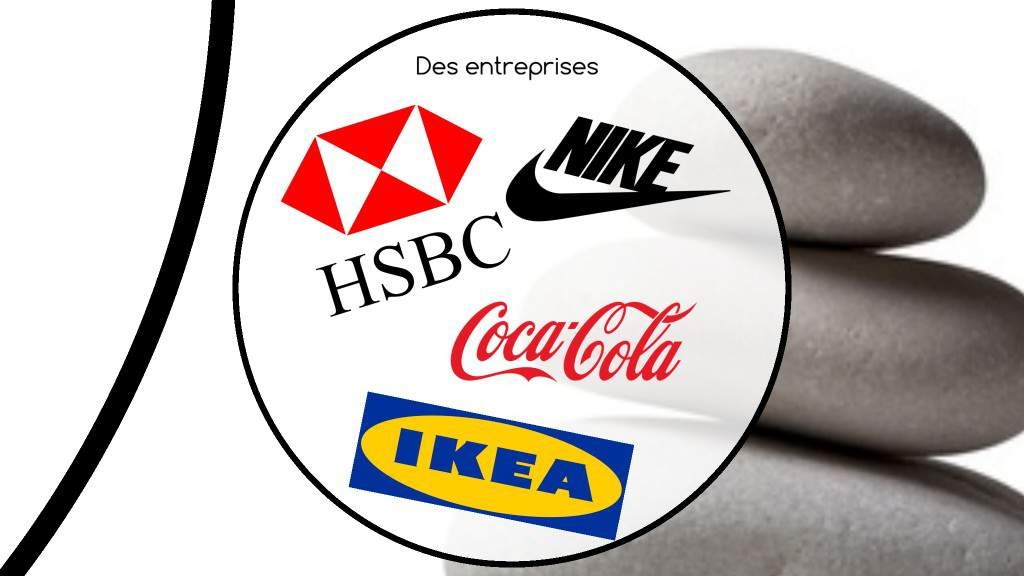 Des entreprises
NIKE
HSBC
Coca-Cola
IKEA